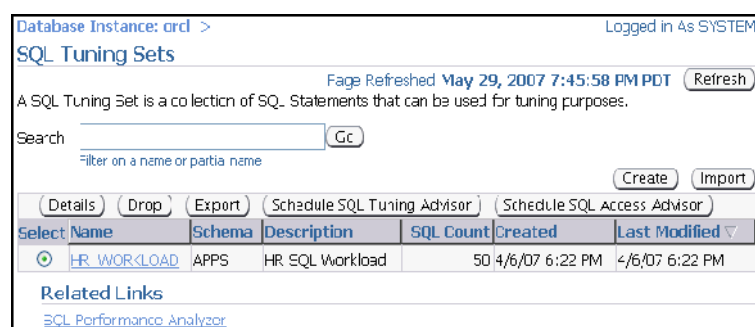 Database Instance: orcl >
Logged in As SYSTEM
SQL Tuning Sets
Page Refreshed May 29, 2007 7:45:58 PM PDT Refresh
A SQL Tuning Set is a collection of SQL Statements that can be used for tuning purposes.
Search Go
Filter on a name or partial name
Create Import
Details Drop Export Schedule SQL Tuning Advisor Schedule SQL Access Advisor
Select Name Schema Description SQL Count Created Last Modified
HR_WORKLOAD APPS HR SQL Workload 50 4/6/07 6:22 PM 4/6/07 6:22 PM
Related Links
SQL Performance Analyzer